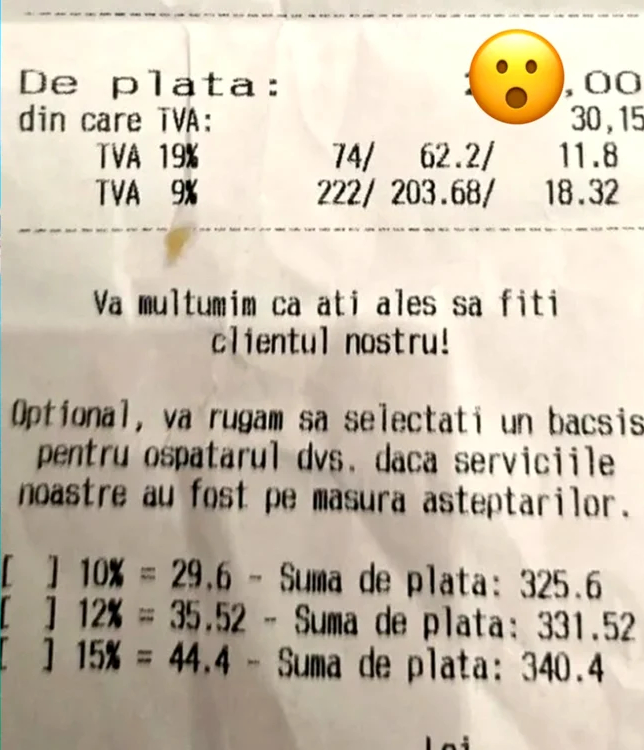 De plata: ,00
din care TVA: 30,15
TVA 19% 74/ 62.2/ 11.8
TVA 9% 222/ 203.68/ 18.32
Va multumim ca ati ales sa fiti
clientul nostru!
Optional, va rugam sa selectati un bacsis
pentru ospatarul dvs. daca serviciile
noastre au fost pe masura asteptarilor.
[ ] 10% = 29.6 - Suma de plata: 325.6
[ ] 12% = 35.52 - Suma de plata: 331.52
[ ] 15% = 44.4 - Suma de plata: 340.4
Lei